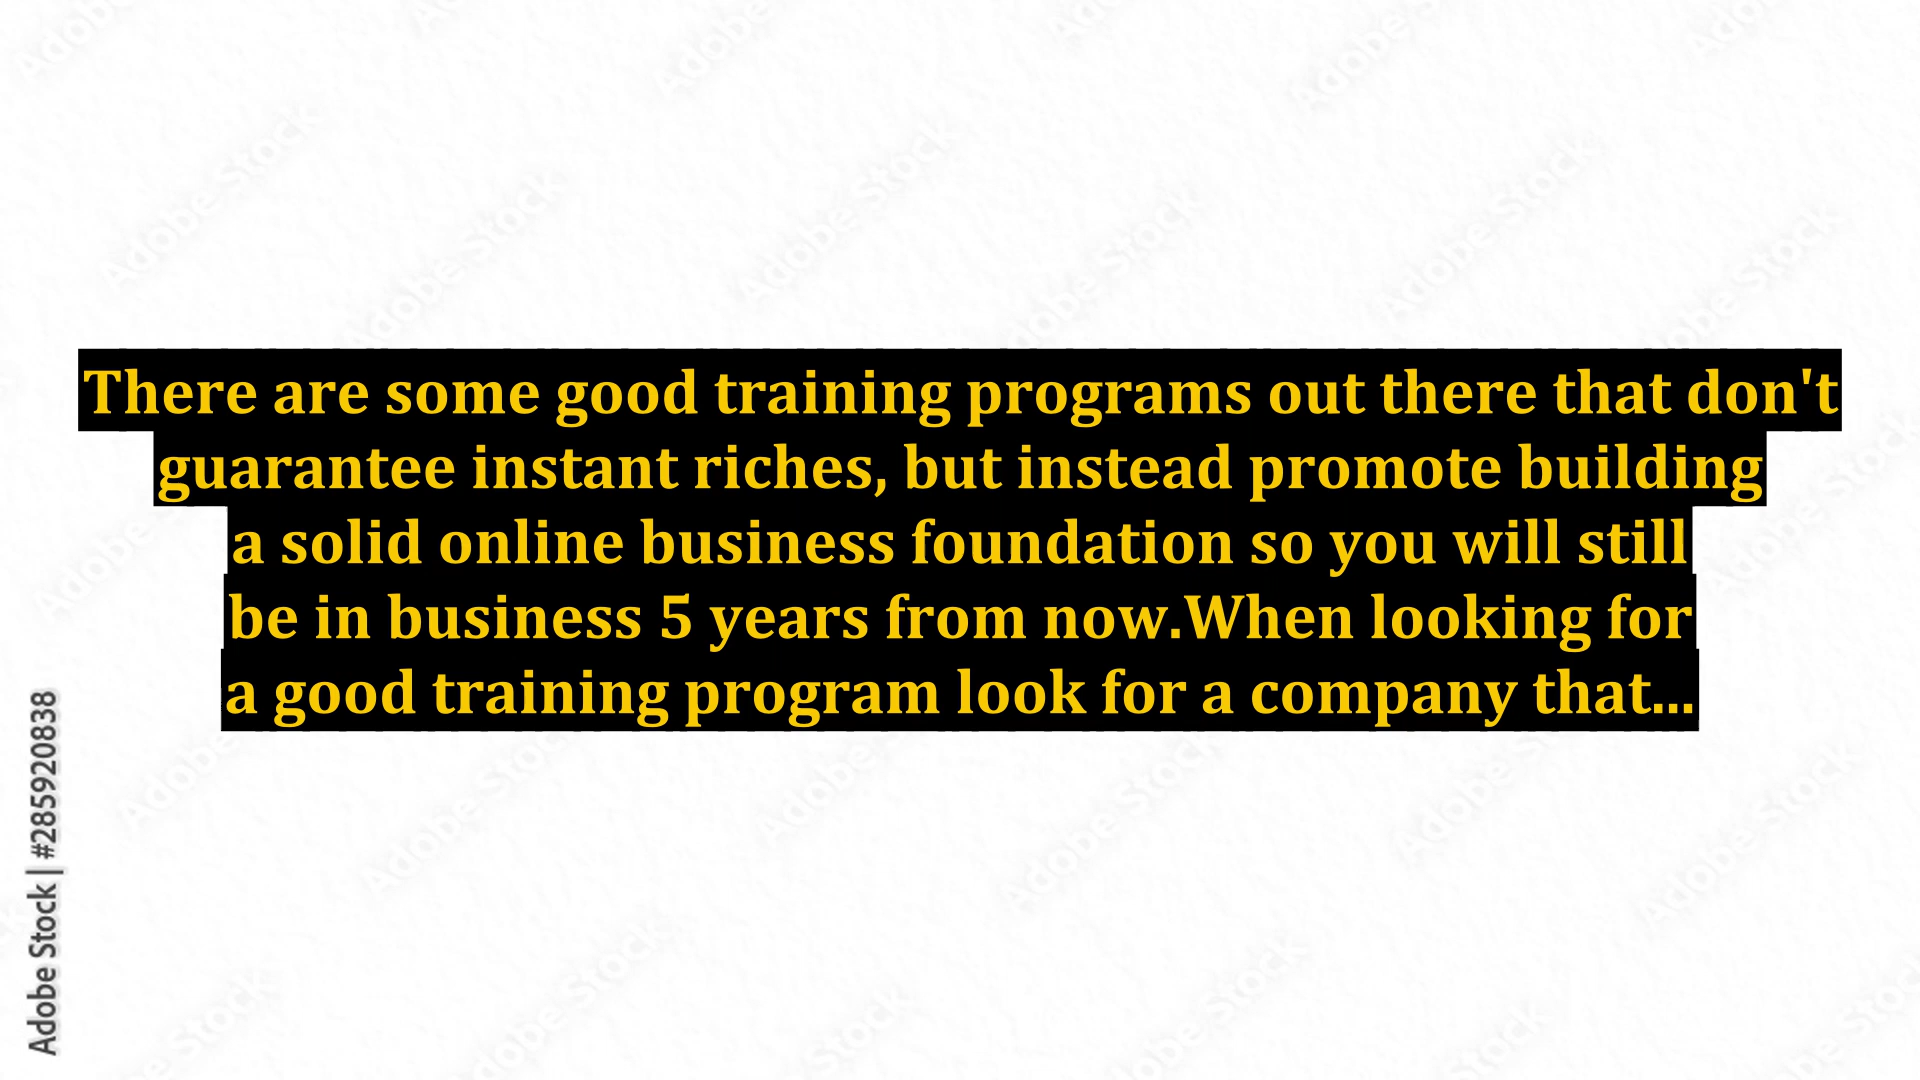 There are some good training programs out there that don't
guarantee instant riches, but instead promote building
a solid online business foundation so you will still
be in business 5 years from now.When looking for
a good training program look for a company that...
Adobe Stock | #285920838